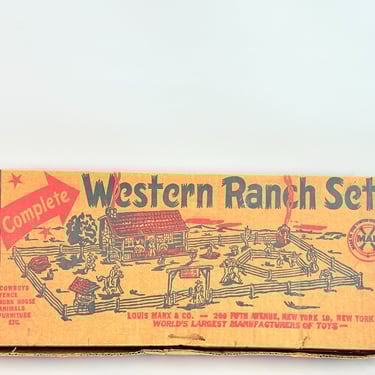 Complete
Western Ranch Set
MAR
COWBOYS
FENCE
BUNK HOUSE
ANIMALS
FURNITURE
ETC.
LOUIS MARX & CO. — 200 FIFTH AVENUE, NEW YORK 10, NEW YORK
WORLD'S LARGEST MANUFACTURERS OF TOYS—